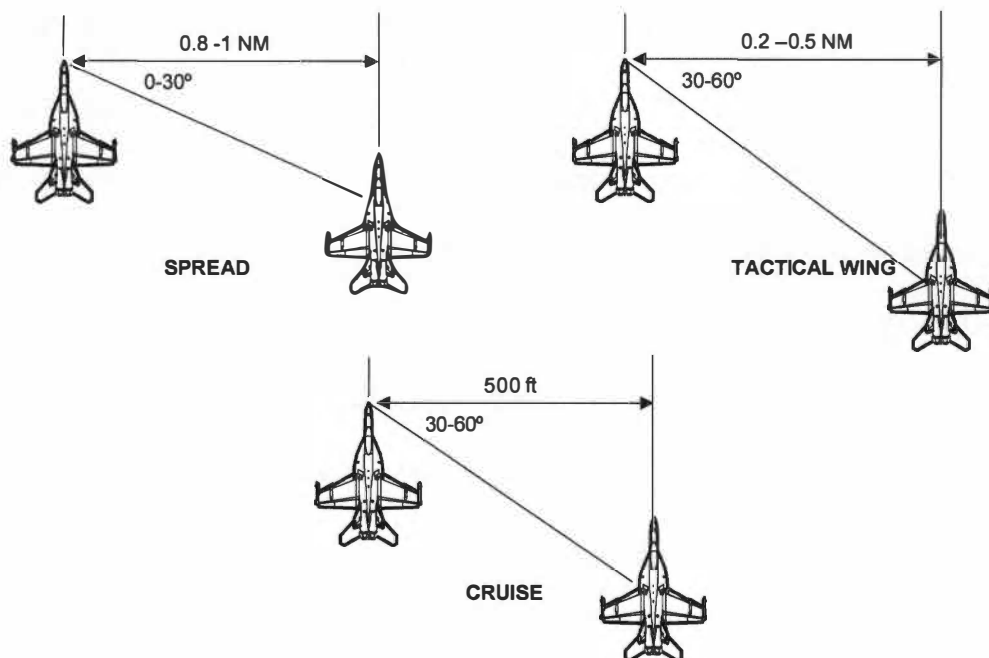 0.8 -1 NM
0-30º
SPREAD
0.2 –0.5 NM
30-60º
TACTICAL WING
500 ft
30-60º
CRUISE